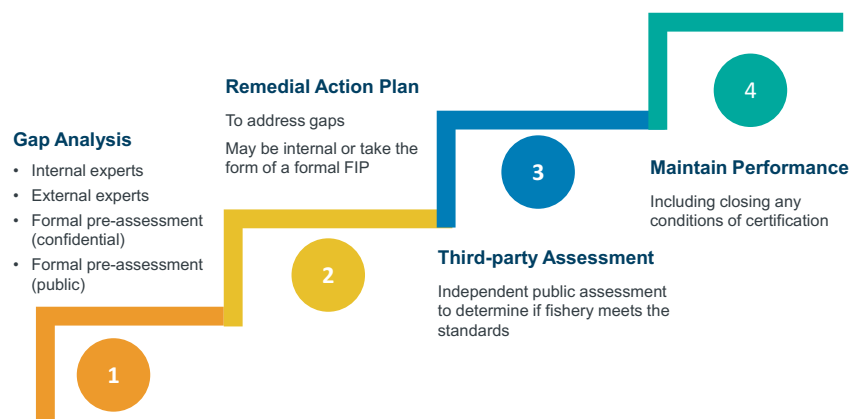 Gap Analysis
• Internal experts
• External experts
• Formal pre-assessment
(confidential)
• Formal pre-assessment
(public)
1
Remedial Action Plan
To address gaps
May be internal or take the
form of a formal FIP
2
3
Third-party Assessment
Independent public assessment
to determine if fishery meets the
standards
4
Maintain Performance
Including closing any
conditions of certification